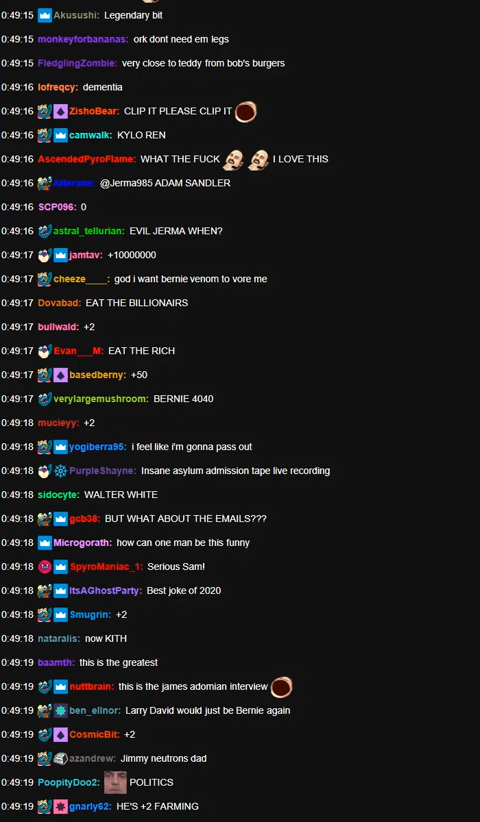 0:49:15 Akusushi: Legendary bit
0:49:15 monkeyforbananas: ork dont need em legs
0:49:15 FledglingZombie: very close to teddy from bob's burgers
0:49:16 lofreqcy: dementia
0:49:16 ZishoBear: CLIP IT PLEASE CLIP IT
0:49:16 camwalk: KYLO REN
0:49:16 AscendedPyroFlame: WHAT THE FUCK I LOVE THIS
0:49:16 @Jerma985 ADAM SANDLER
0:49:16 SCP096: 0
0:49:16 astral_tellurian: EVIL JERMA WHEN?
0:49:17 jamtav: +10000000
0:49:17 cheeze____: god i want bernie venom to vore me
0:49:17 Dovabad: EAT THE BILLIONAIRS
0:49:17 bullwald: +2
0:49:17 Evan___M: EAT THE RICH
0:49:17 basedberny: +50
0:49:17 verylargemushroom: BERNIE 4040
0:49:18 mucieyy: +2
0:49:18 yogiberra95: i feel like i'm gonna pass out
0:49:18 PurpleShayne: Insane asylum admission tape live recording
0:49:18 sidocyte: WALTER WHITE
0:49:18 gcb38: BUT WHAT ABOUT THE EMAILS???
0:49:18 Microgorath: how can one man be this funny
0:49:18 SpyroManiac_1: Serious Sam!
0:49:18 ItsAGhostParty: Best joke of 2020
0:49:18 Smugrin: +2
0:49:18 nataralis: now KITH
0:49:19 baamth: this is the greatest
0:49:19 nuttbrain: this is the james adomian interview
0:49:19 ben_elinor: Larry David would just be Bernie again
0:49:19 CosmicBit: +2
0:49:19 azandrew: Jimmy neutrons dad
0:49:19 PoopityDoo2: POLITICS
0:49:19 gnarly62: HE'S +2 FARMING